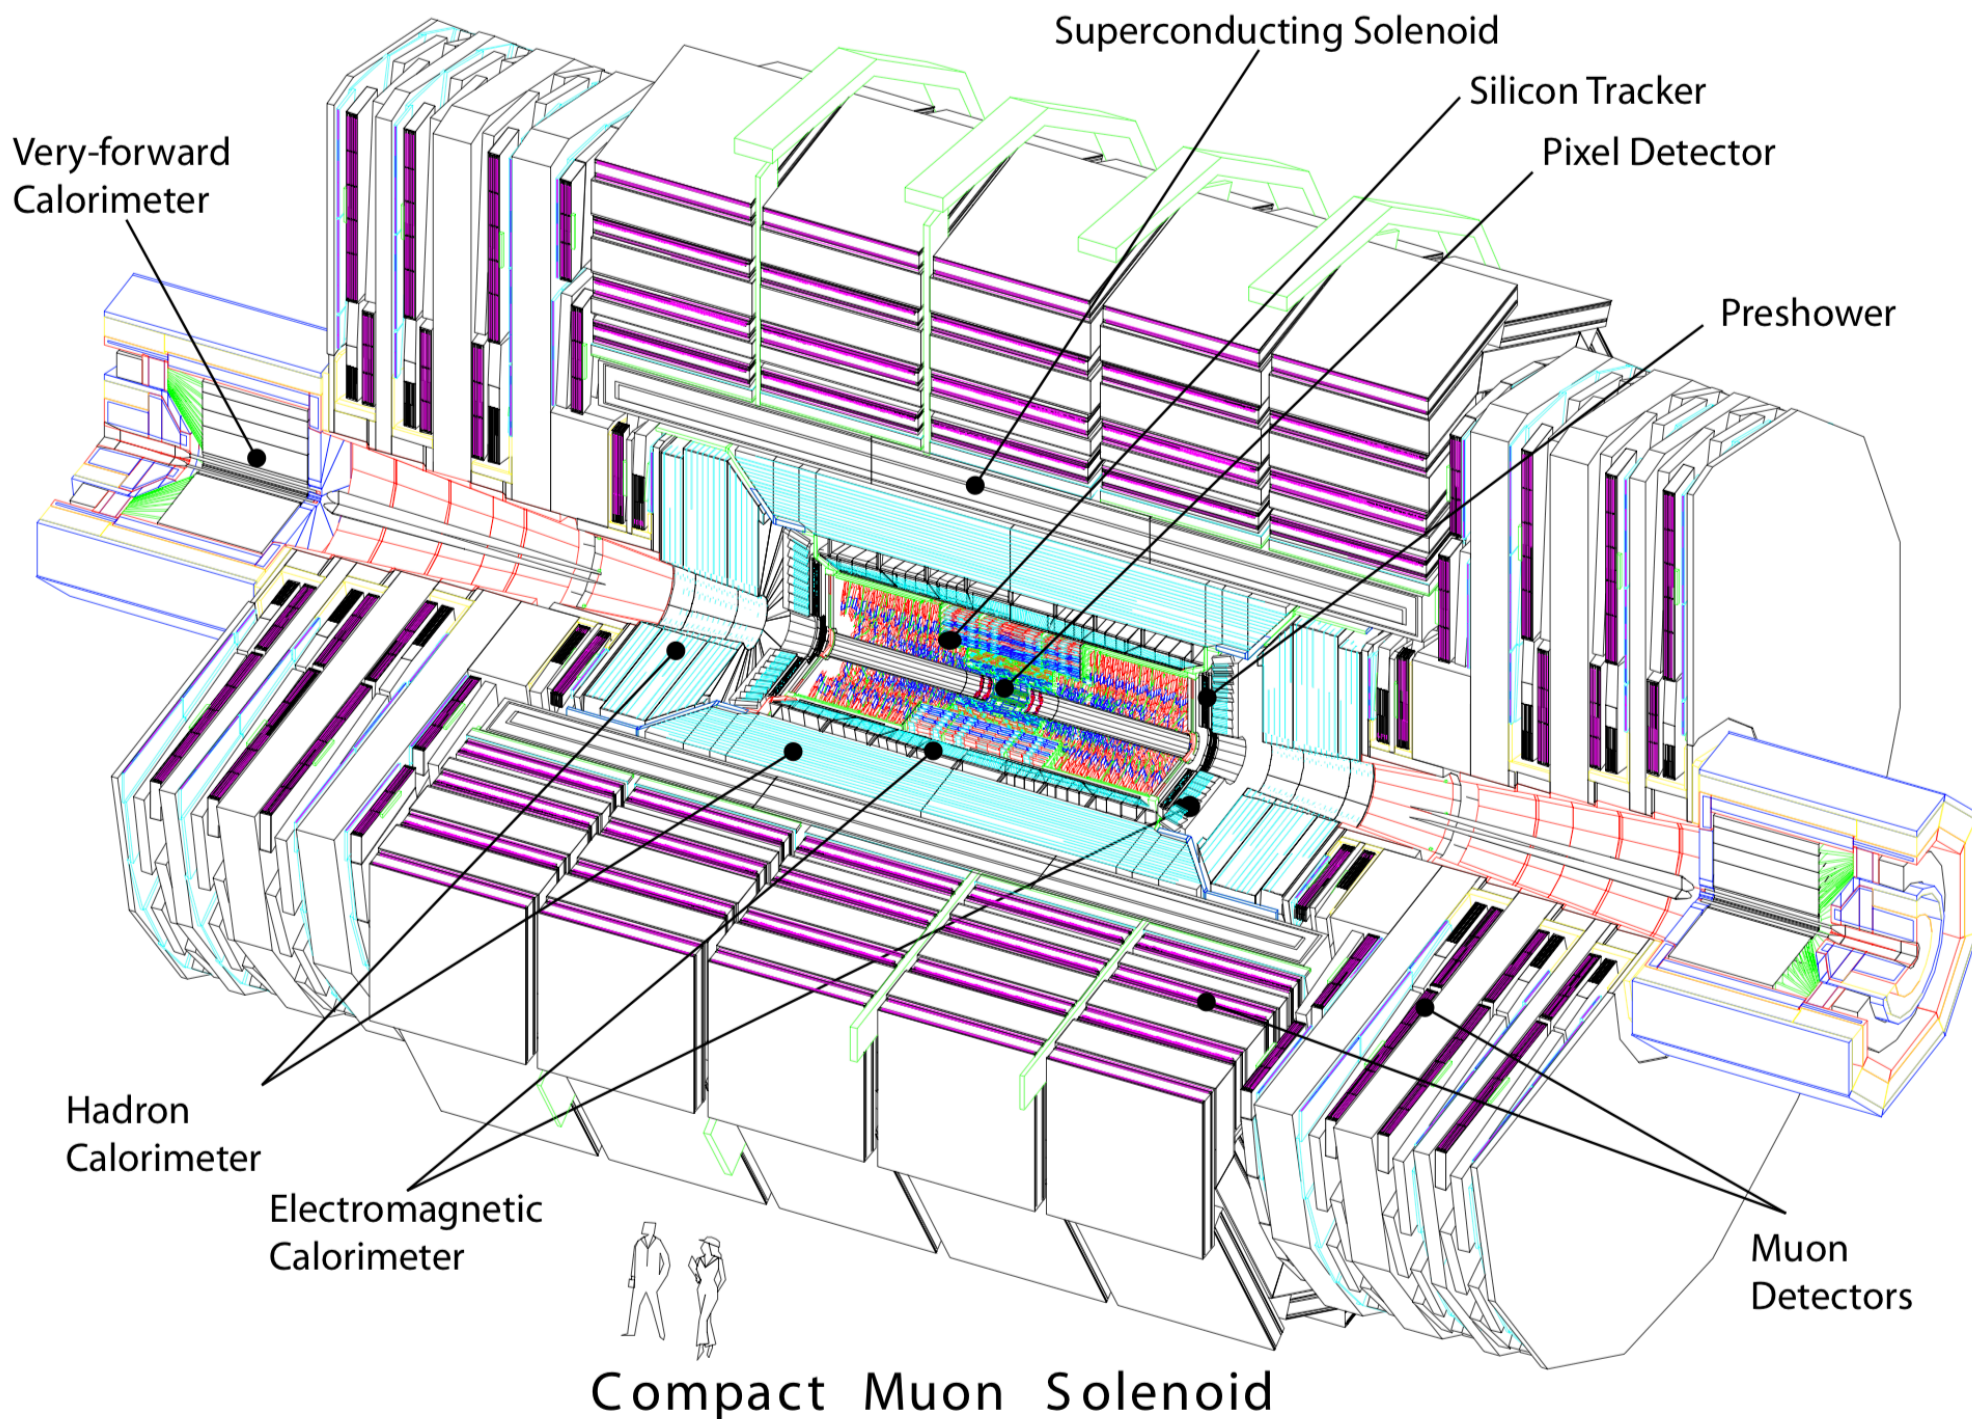 Superconducting Solenoid
Silicon Tracker
Very-forward
Calorimeter
Pixel Detector
Preshower
Hadron
Calorimeter
Electromagnetic
Calorimeter
Muon
Detectors
Compact Muon Solenoid